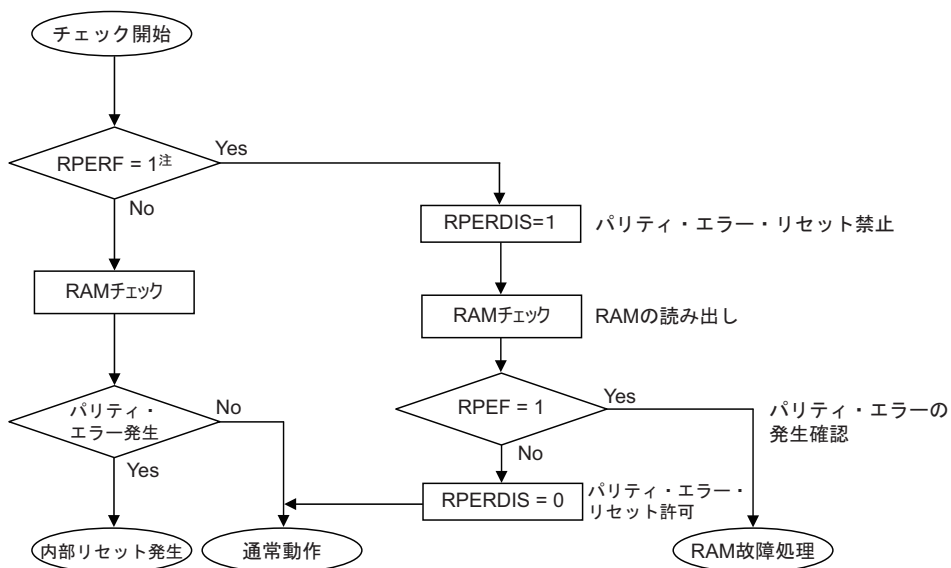 チェック開始
RPERF = 1注
Yes
No
RPERDIS=1
パリティ・エラー・リセット禁止
RAMチェック
RAMチェック
RAMの読み出し
パリティ・
エラー発生
No
Yes
RPEF = 1
Yes
No
パリティ・エラーの
発生確認
RPERDIS = 0
パリティ・エラー・
リセット許可
内部リセット発生
通常動作
RAM故障処理